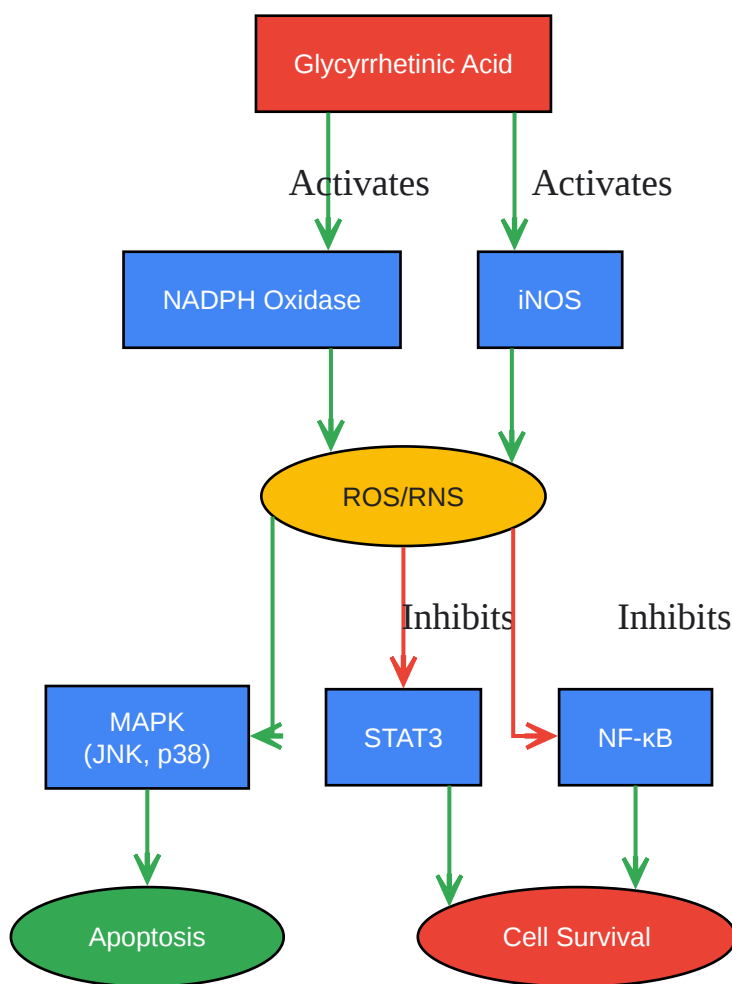 Glycyrrhetinic Acid
Activates
Activates
NADPH Oxidase
iNOS
ROS/RNS
Inhibits
Inhibits
MAPK
(JNK, p38)
STAT3
NF-κB
Apoptosis
Cell Survival